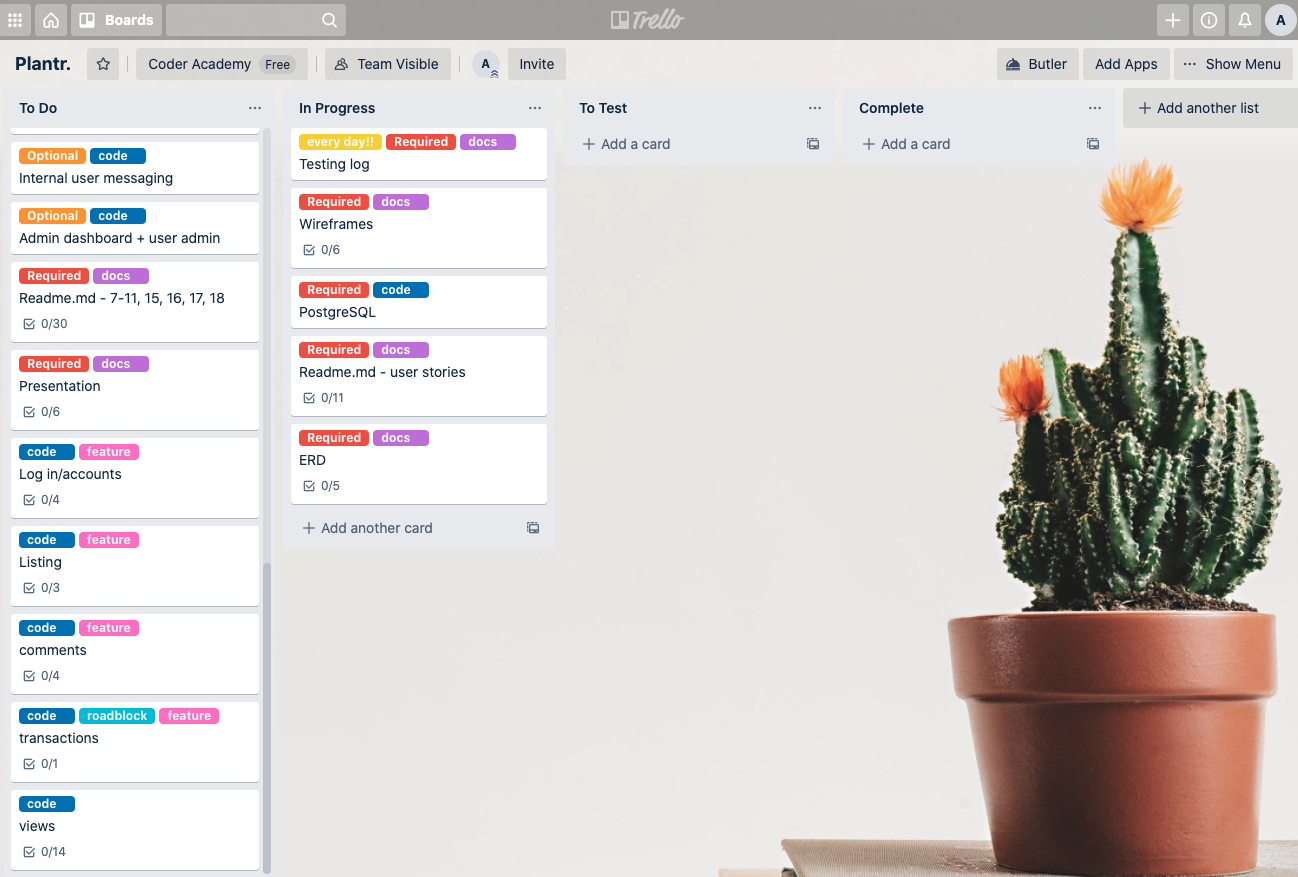 Boards
Trello
A
Plantr.
Coder Academy Free
Team Visible
A
Invite
Butler
Add Apps
Show Menu
To Do
Optional code
Internal user messaging
Optional code
Admin dashboard + user admin
Required docs
Readme.md - 7-11, 15, 16, 17, 18
0/30
Required docs
Presentation
0/6
code feature
Log in/accounts
0/4
code feature
Listing
0/3
code feature
comments
0/4
code roadblock feature
transactions
0/1
code
views
0/14
In Progress
every day!! Required docs
Testing log
Required docs
Wireframes
0/6
Required code
PostgreSQL
Required docs
Readme.md - user stories
0/11
Required docs
ERD
0/5
+ Add another card
To Test
+ Add a card
Complete
+ Add a card
+ Add another list